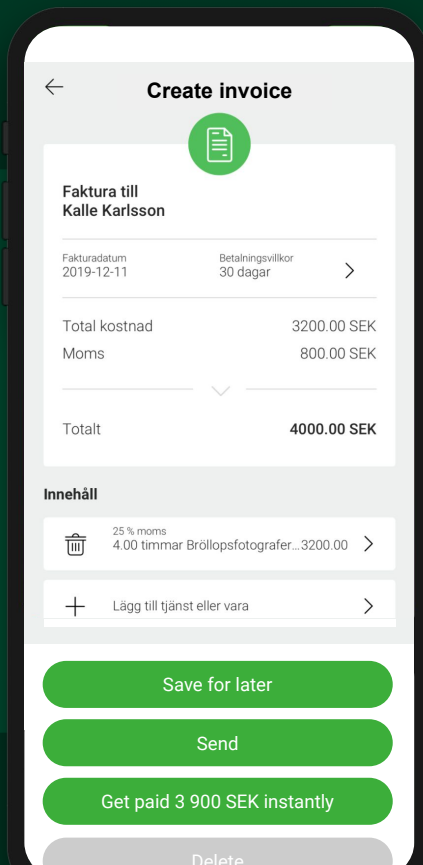 Create invoice
Faktura till
Kalle Karlsson
Fakturadatum Betalningsvillkor
2019-12-11 30 dagar
Total kostnad 3200.00 SEK
Moms 800.00 SEK
Totalt 4000.00 SEK
Innehåll
25 % moms
4.00 timmar Bröllopsfotografer...3200.00
Lägg till tjänst eller vara
Save for later
Send
Get paid 3 900 SEK instantly
Delete